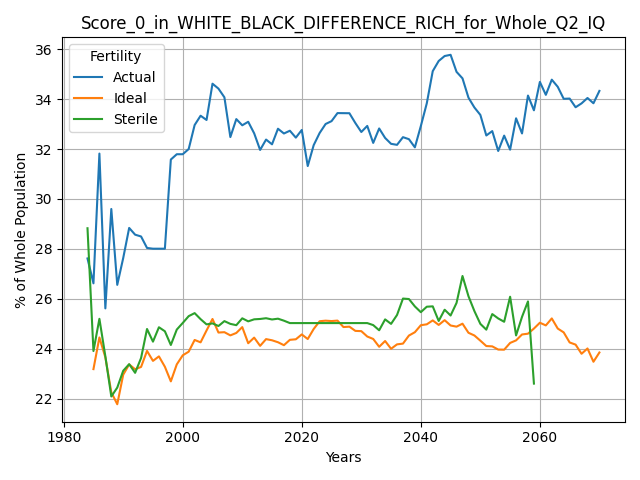 Score_0_in_WHITE_BLACK_DIFFERENCE_RICH_for_Whole_Q2_IQ
Fertility
Actual
Ideal
Sterile
% of Whole Population
36
34
32
30
28
26
24
22
1980
2000
2020
2040
2060
Years